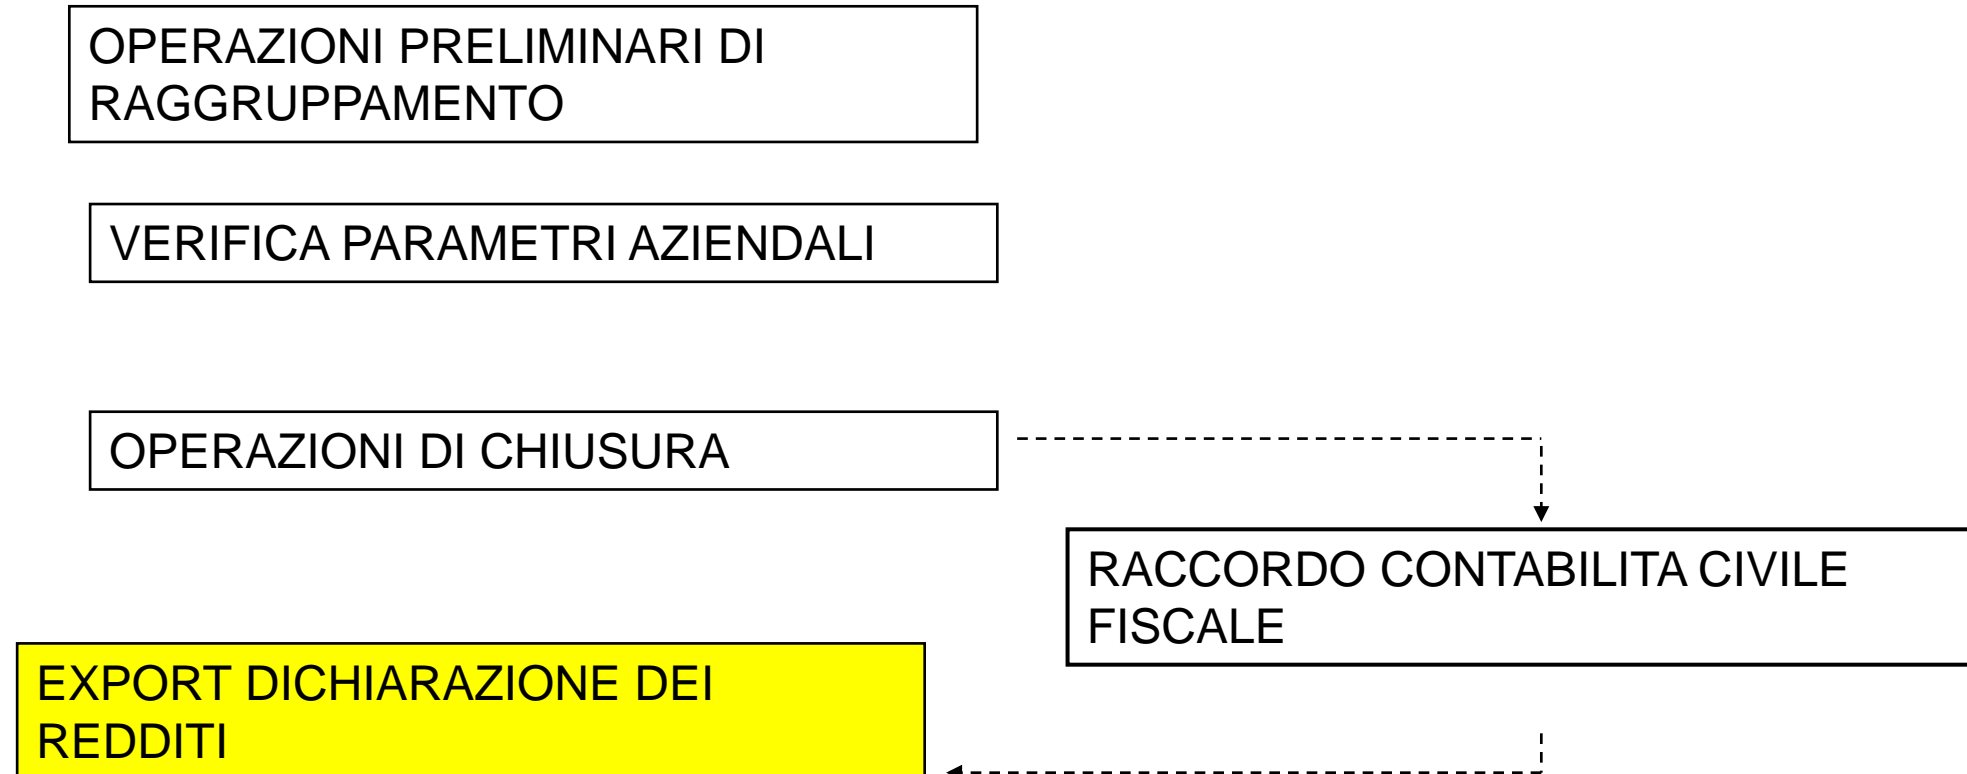 OPERAZIONI PRELIMINARI DI
RAGGRUPPAMENTO
VERIFICA PARAMETRI AZIENDALI
OPERAZIONI DI CHIUSURA
RACCORDO CONTABILITA CIVILE
FISCALE
EXPORT DICHIARAZIONE DEI
REDDITI